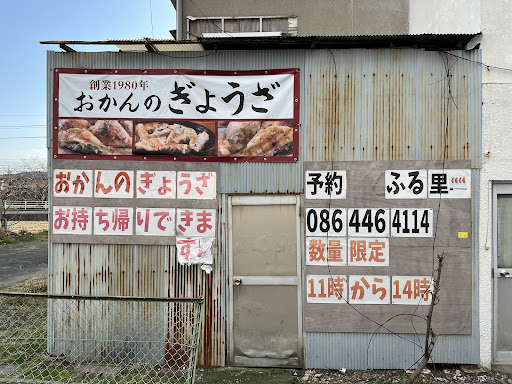 創業1980年
おかんのぎょうざ
おかんのぎょうざ
お持ち帰りできま
す
予約 ふる里
086 446 4114
数量限定
11時から14時